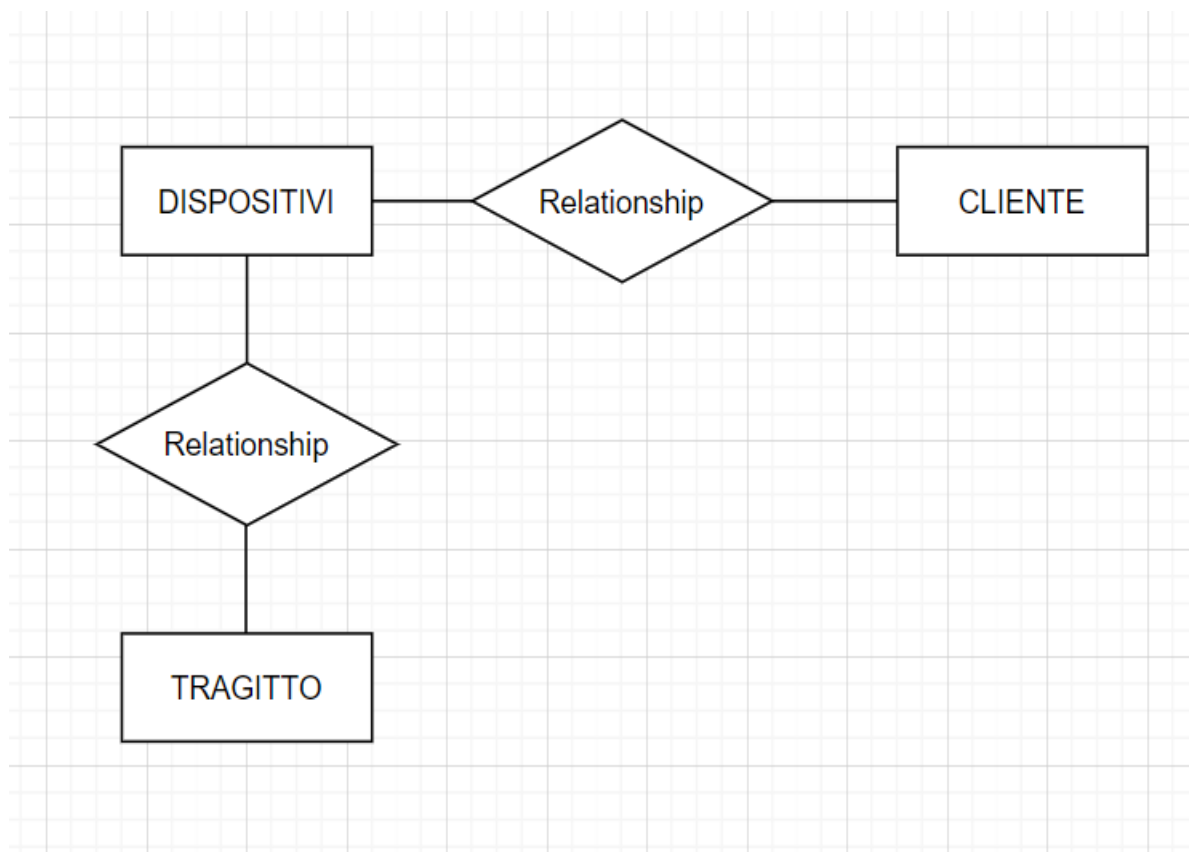 DISPOSITIVI
Relationship
CLIENTE
Relationship
TRAGITTO